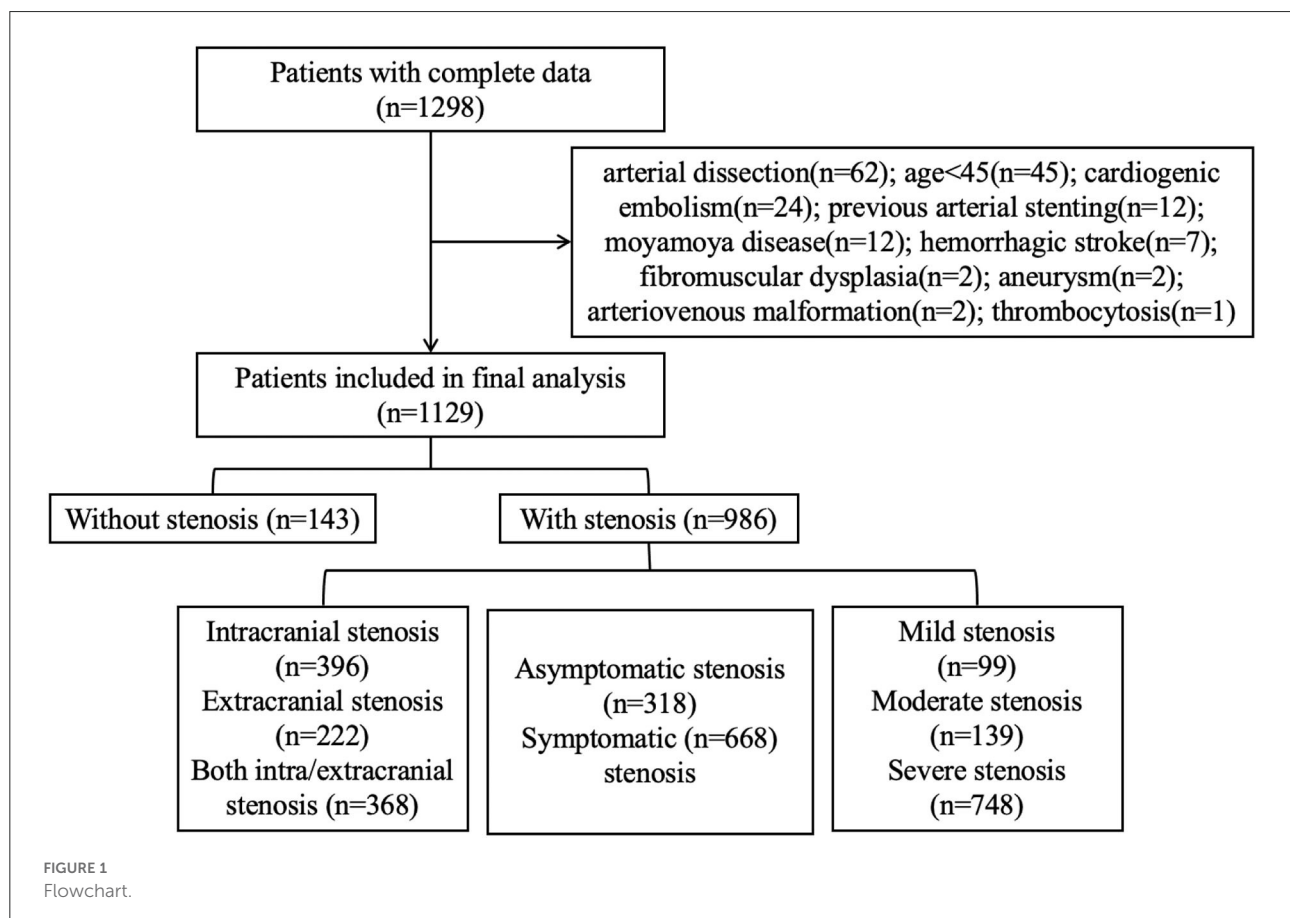 Patients with complete data
(n=1298)
arterial dissection(n=62); age<45(n=45); cardiogenic
embolism(n=24); previous arterial stenting(n=12);
moyamoya disease(n=12); hemorrhagic stroke(n=7);
fibromuscular dysplasia(n=2); aneurysm(n=2);
arteriovenous malformation(n=2); thrombocytosis(n=1)
Patients included in final analysis
(n=1129)
Without stenosis (n=143)
With stenosis (n=986)
Intracranial stenosis
(n=396)
Extracranial stenosis
(n=222)
Both intra/extracranial
stenosis (n=368)
Asymptomatic stenosis
(n=318)
Symptomatic (n=668)
stenosis
Mild stenosis
(n=99)
Moderate stenosis
(n=139)
Severe stenosis
(n=748)
FIGURE 1
Flowchart.